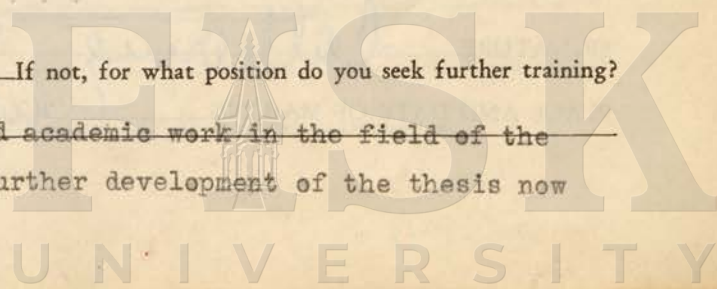 If not, for what position do you seek further training?
academic work in the field of the
further development of the thesis now
FISK
UNIVERSITY